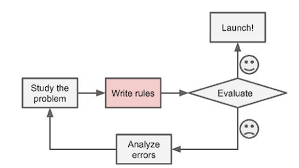 Launch!
Study the
problem
Write rules
Evaluate
Analyze
errors